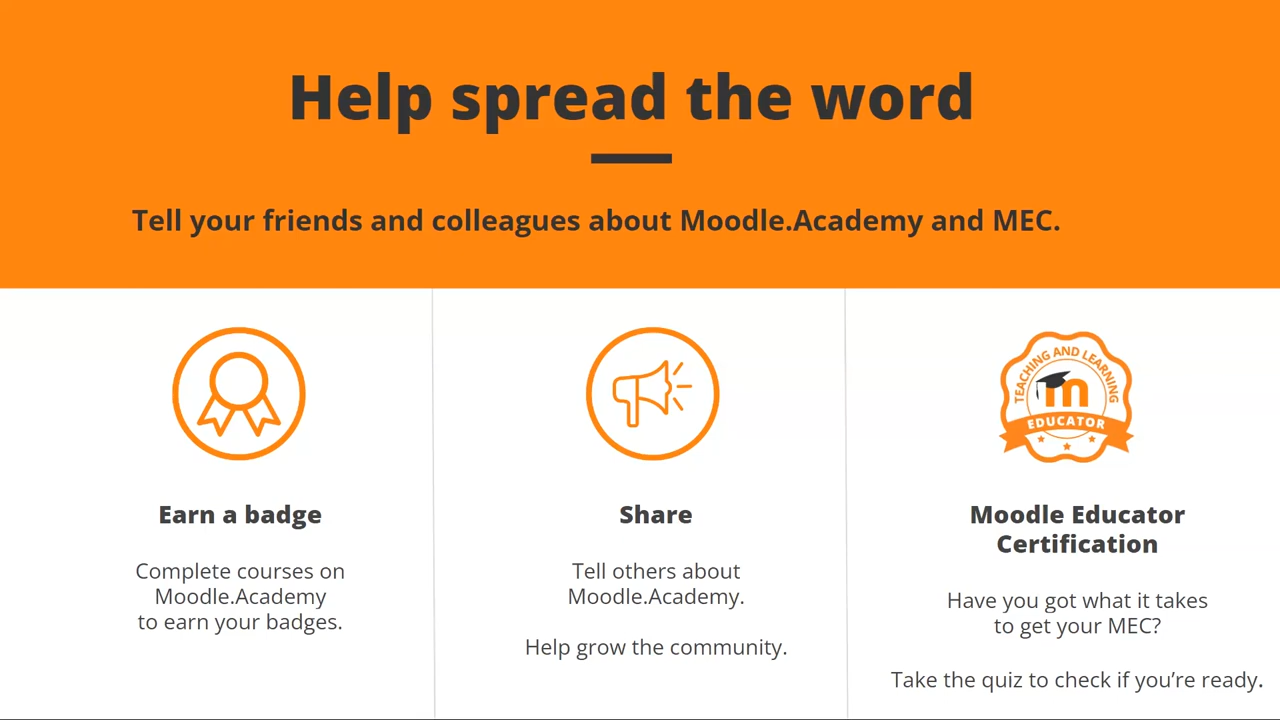 Help spread the word
Tell your friends and colleagues about Moodle.Academy and MEC.
TEACHING AND LEARNING
m
EDUCATOR
Earn a badge
Complete courses on
Moodle.Academy
to earn your badges.
Share
Tell others about
Moodle.Academy.
Help grow the community.
Moodle Educator
Certification
Have you got what it takes
to get your MEC?
Take the quiz to check if you’re ready.